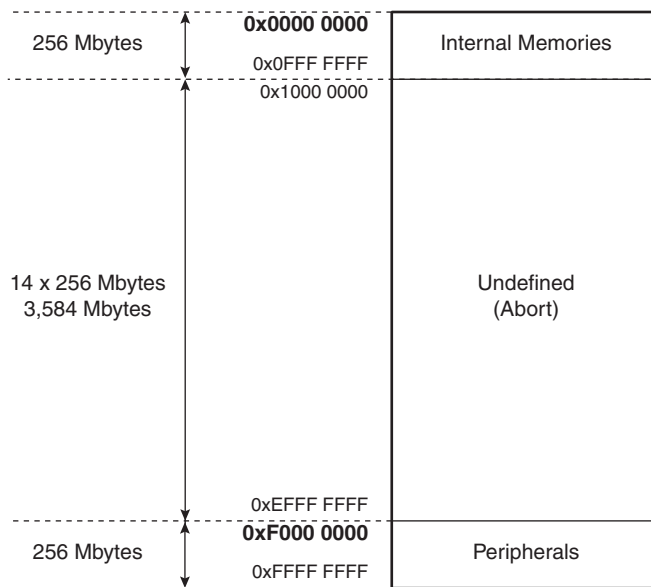 256 Mbytes
0x0000 0000
0x0FFF FFFF
Internal Memories
0x1000 0000
14 x 256 Mbytes
3,584 Mbytes
Undefined
(Abort)
0xEFFF FFFF
256 Mbytes
0xF000 0000
0xFFFF FFFF
Peripherals